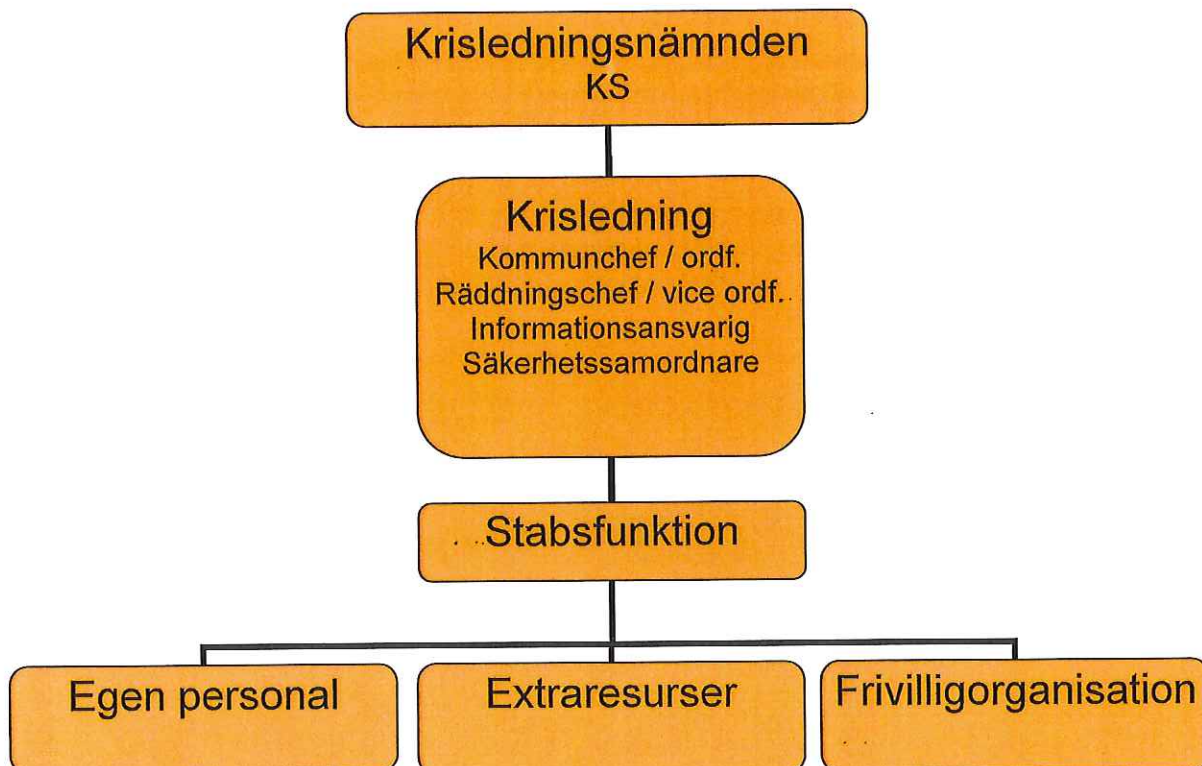 Krisledningsnämnden
KS
Krisledning
Kommunchef / ordf.
Räddningschef / vice ordf.
Informationsansvarig
Säkerhetssamordnare
Stabsfunktion
Egen personal
Extraresurser
Frivilligorganisation